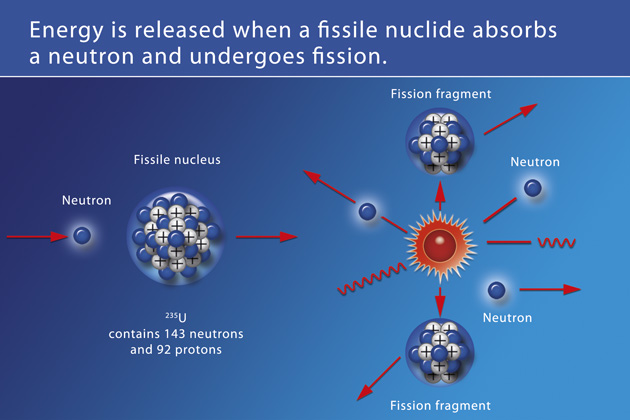 Energy is released when a fissile nuclide absorbs
a neutron and undergoes fission.
Fission fragment
Fissile nucleus
Neutron
Neutron
²³⁵U
contains 143 neutrons
and 92 protons
Neutron
Fission fragment